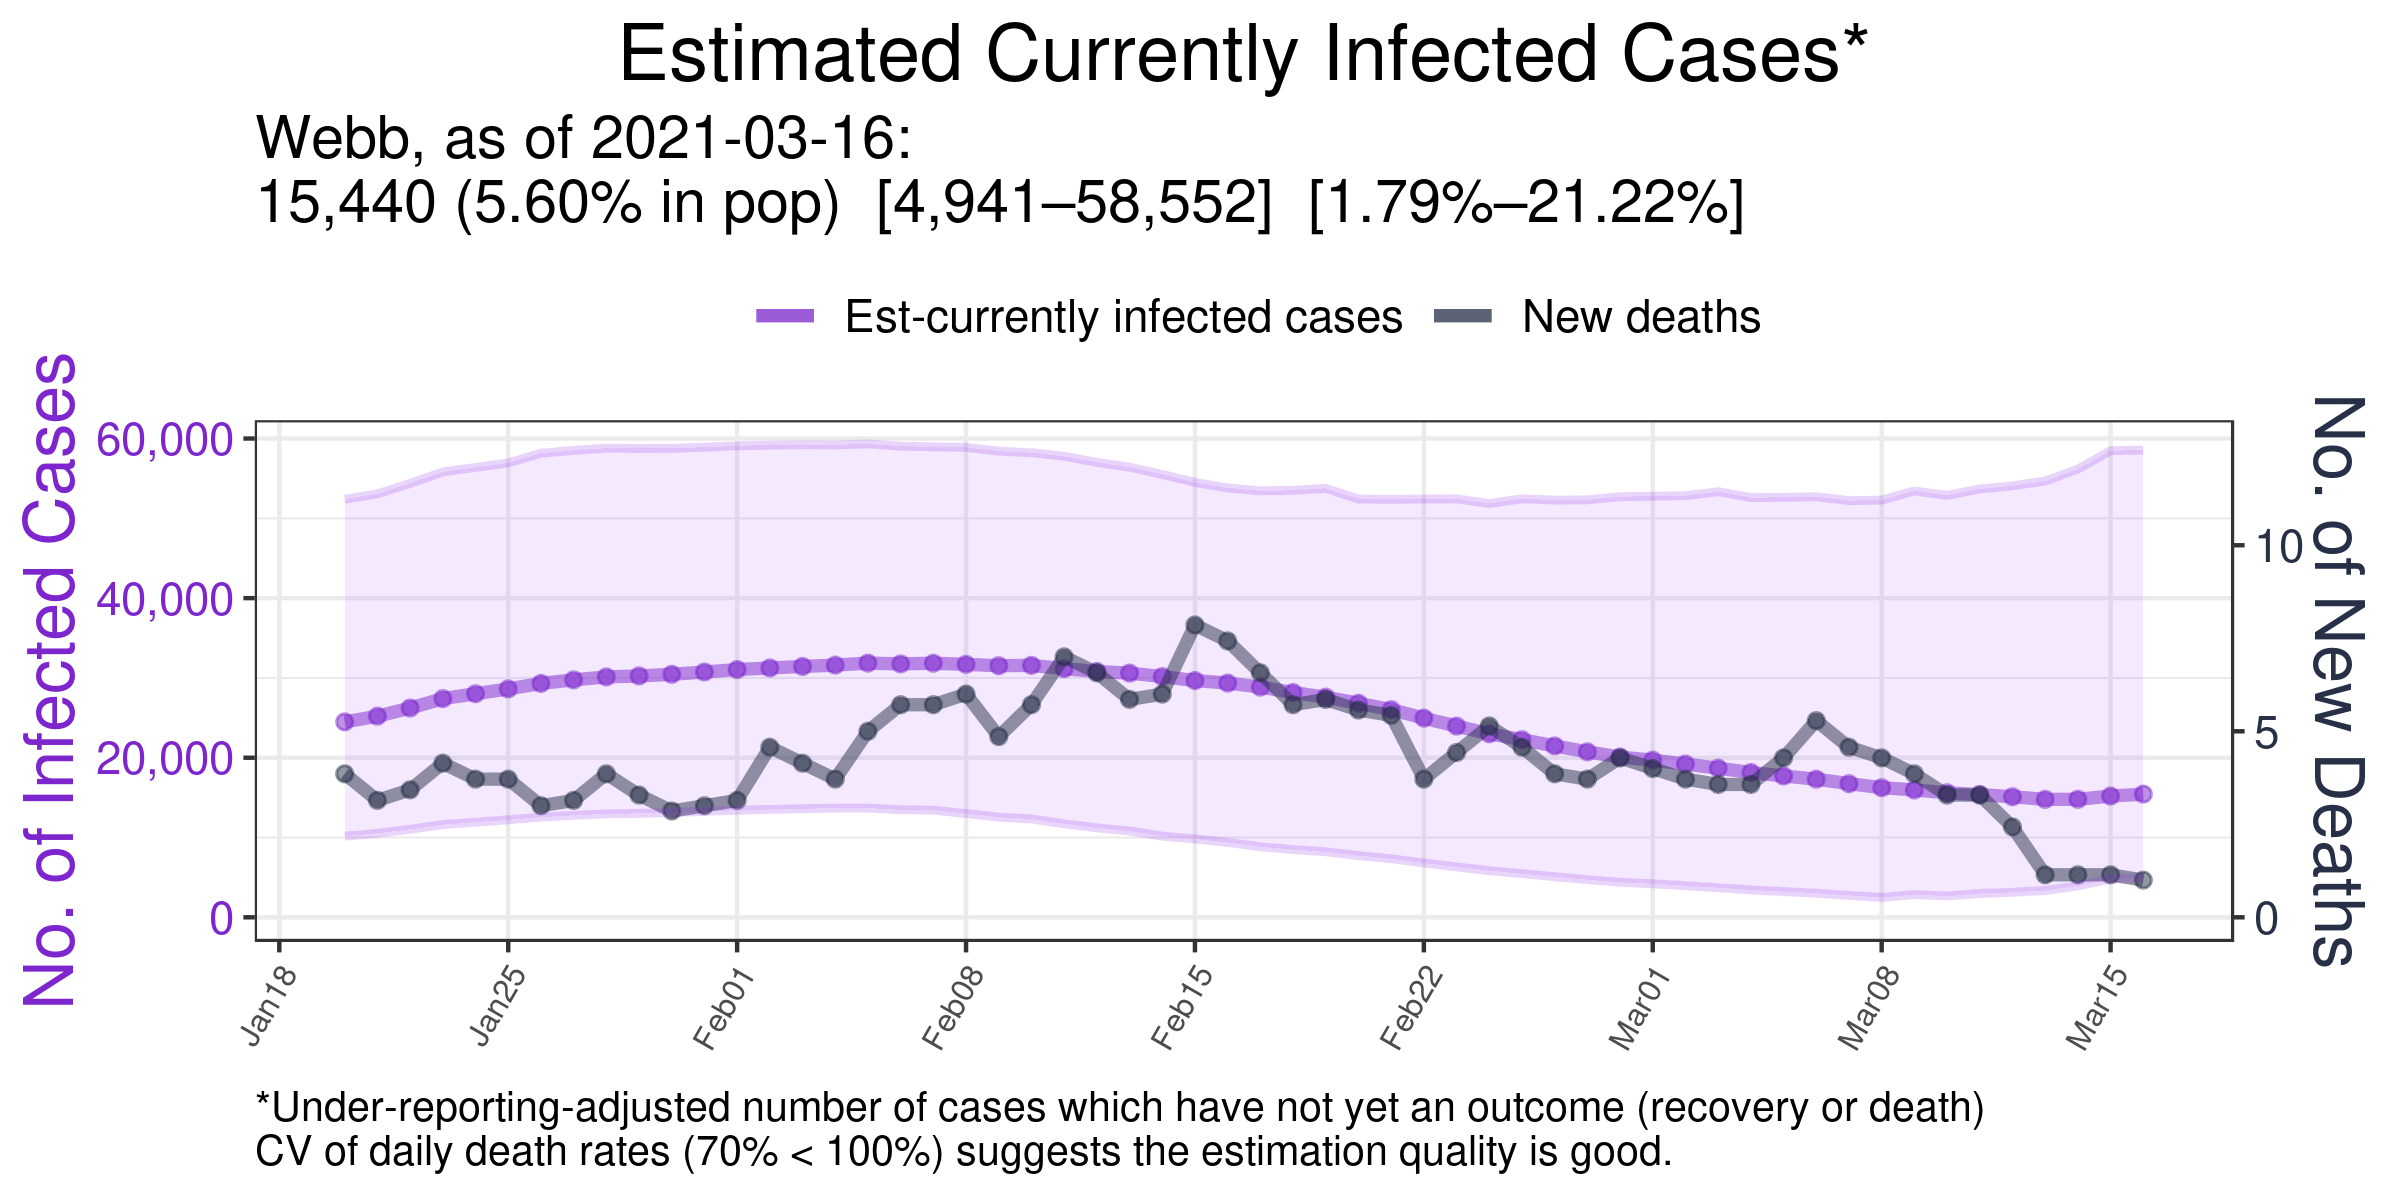 Estimated Currently Infected Cases*
Webb, as of 2021-03-16:
15,440 (5.60% in pop)  [4,941–58,552]  [1.79%–21.22%]
Est-currently infected cases
New deaths
No. of Infected Cases
60,000
40,000
20,000
0
10
5
0
No. of New Deaths
Jan18
Jan25
Feb01
Feb08
Feb15
Feb22
Mar01
Mar08
Mar15
*Under-reporting-adjusted number of cases which have not yet an outcome (recovery or death)
CV of daily death rates (70% < 100%) suggests the estimation quality is good.